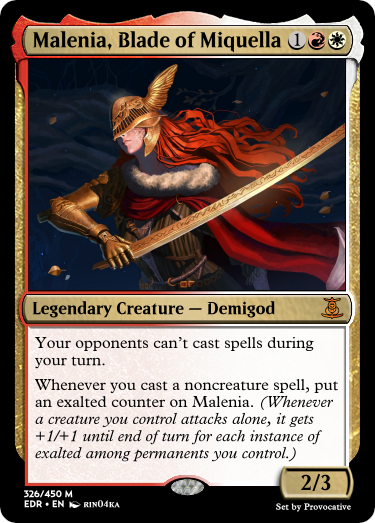 Malenia, Blade of Miquella 1
Legendary Creature — Demigod
Your opponents can't cast spells during
your turn.
Whenever you cast a noncreature spell, put
an exalted counter on Malenia. (Whenever
a creature you control attacks alone, it gets
+1/+1 until end of turn for each instance of
exalted among permanents you control.)
2/3
326/450 M
EDR • EN RIN04KA
Set by Provocative